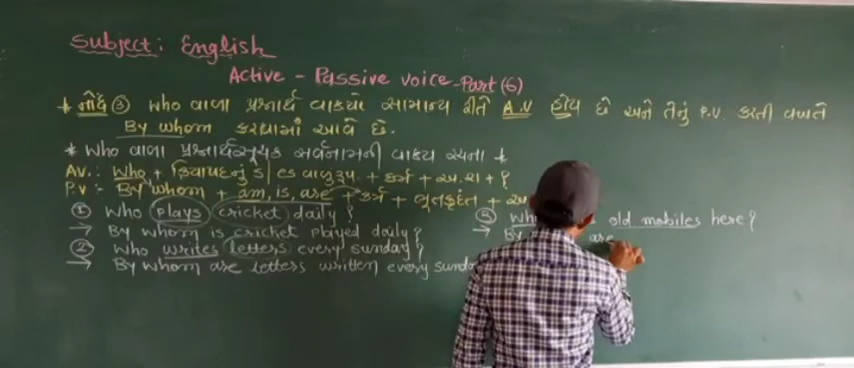 Subject: English
Active - Passive voice - Part (6)
* નોંધ ③ Who વાળા પ્રશ્નાર્થ વાક્યો સામાન્ય રીતે A.V હોય છે અને તેનું P.V. કરતી વખતે
By whom કરવામાં આવે છે.
* Who વાળા પ્રશ્નાર્થસૂચક સર્વનામની વાક્ય રચના *
A.V.: Who + ક્રિયાપદનું s/es વાળુરૂપ. + કર્મ + અ.શ + ?
P.V :- By whom + am, is, are + કર્મ + ભૂતકૃદંત +
① Who plays cricket daily?
→ By whom is cricket played daily?
② Who writes letters every sunday?
→ By whom are letters written every
old mobiles here?
→ By are